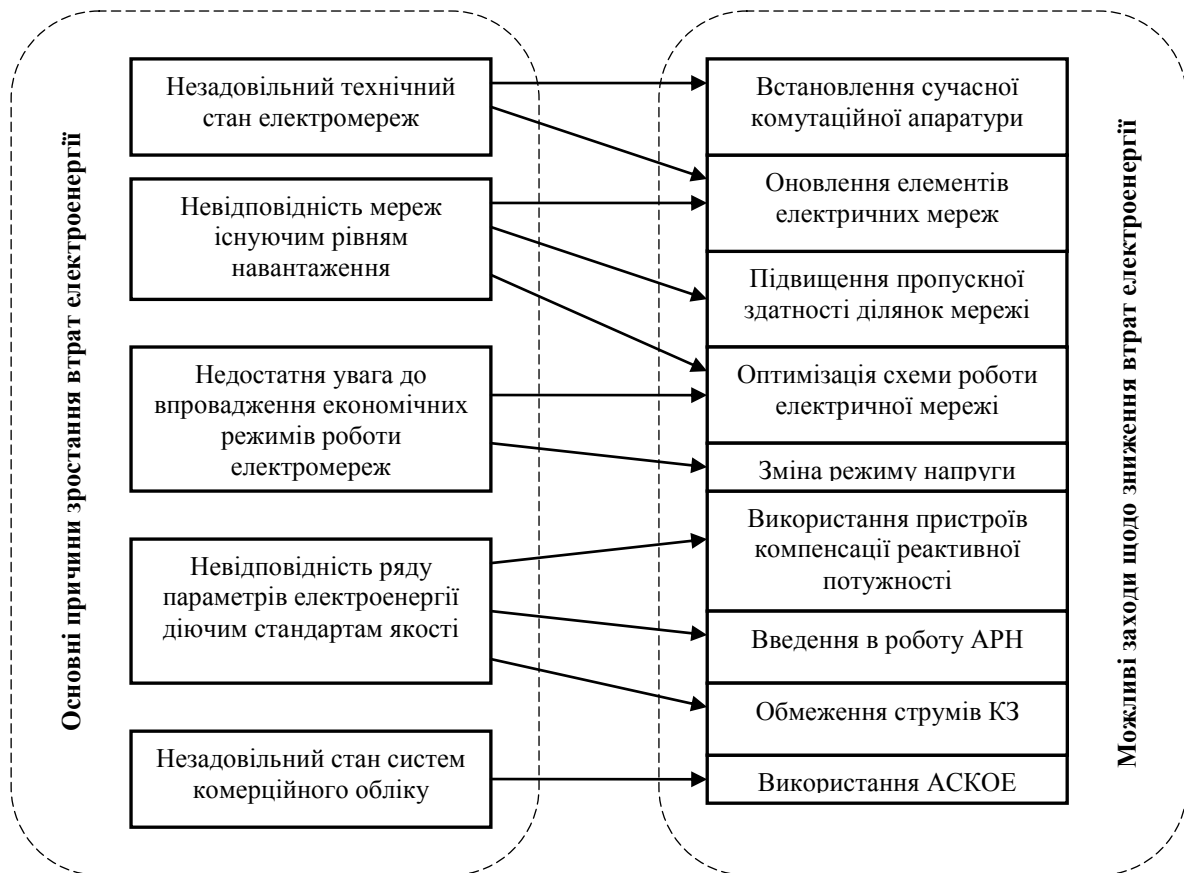 Основні причини зростання втрат електроенергії
Незадовільний технічний
стан електромереж
Невідповідність мереж
існуючим рівням
навантаження
Недостатня увага до
впровадження економічних
режимів роботи
електромереж
Невідповідність ряду
параметрів електроенергії
діючим стандартам якості
Незадовільний стан систем
комерційного обліку
Встановлення сучасної
комутаційної апаратури
Оновлення елементів
електричних мереж
Підвищення пропускної
здатності ділянок мережі
Оптимізація схеми роботи
електричної мережі
Зміна режиму напруги
Використання пристроїв
компенсації реактивної
потужності
Введення в роботу АРН
Обмеження струмів КЗ
Використання АСКОЕ
Можливі заходи щодо зниження втрат електроенергії